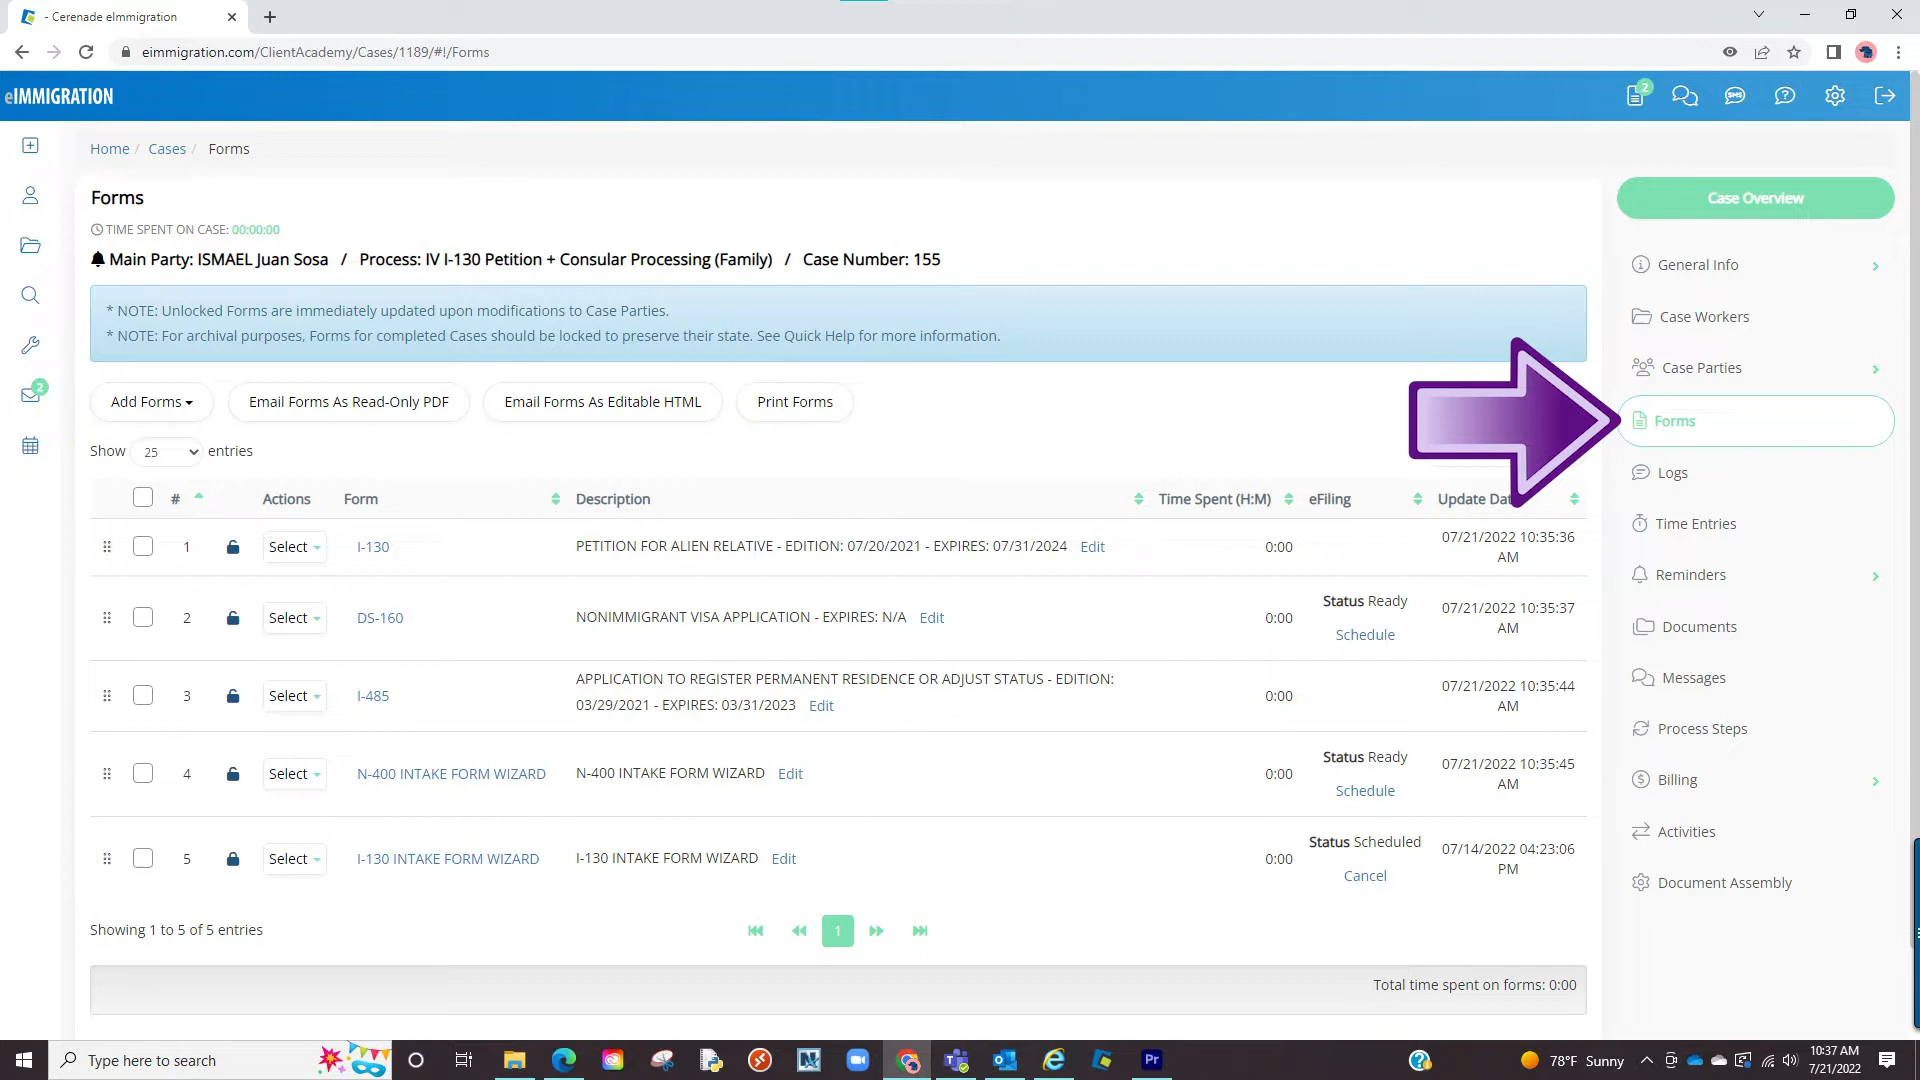 - Cerenade eImmigration
eimmigration.com/ClientAcademy/Cases/1189/#!/Forms
eIMMIGRATION
2
SMS
Home / Cases / Forms
Forms
TIME SPENT ON CASE: 00:00:00
Main Party: ISMAEL Juan Sosa / Process: IV I-130 Petition + Consular Processing (Family) / Case Number: 155
* NOTE: Unlocked Forms are immediately updated upon modifications to Case Parties.
* NOTE: For archival purposes, Forms for completed Cases should be locked to preserve their state. See Quick Help for more information.
Add Forms
Email Forms As Read-Only PDF
Email Forms As Editable HTML
Print Forms
Show 25 entries
# Actions Form Description Time Spent (H:M) eFiling Update Dat
1 Select I-130 PETITION FOR ALIEN RELATIVE - EDITION: 07/20/2021 - EXPIRES: 07/31/2024 Edit 0:00 07/21/2022 10:35:36 AM
2 Select DS-160 NONIMMIGRANT VISA APPLICATION - EXPIRES: N/A Edit 0:00 Status Ready Schedule 07/21/2022 10:35:37 AM
3 Select I-485 APPLICATION TO REGISTER PERMANENT RESIDENCE OR ADJUST STATUS - EDITION: 03/29/2021 - EXPIRES: 03/31/2023 Edit 0:00 07/21/2022 10:35:44 AM
4 Select N-400 INTAKE FORM WIZARD N-400 INTAKE FORM WIZARD Edit 0:00 Status Ready Schedule 07/21/2022 10:35:45 AM
5 Select I-130 INTAKE FORM WIZARD I-130 INTAKE FORM WIZARD Edit 0:00 Status Scheduled Cancel 07/14/2022 04:23:06 PM
Showing 1 to 5 of 5 entries
1
Total time spent on forms: 0:00
2
Case Overview
General Info
Case Workers
Case Parties
Forms
Logs
Time Entries
Reminders
Documents
Messages
Process Steps
Billing
Activities
Document Assembly
Type here to search
Pr
78°F Sunny
10:37 AM
7/21/2022